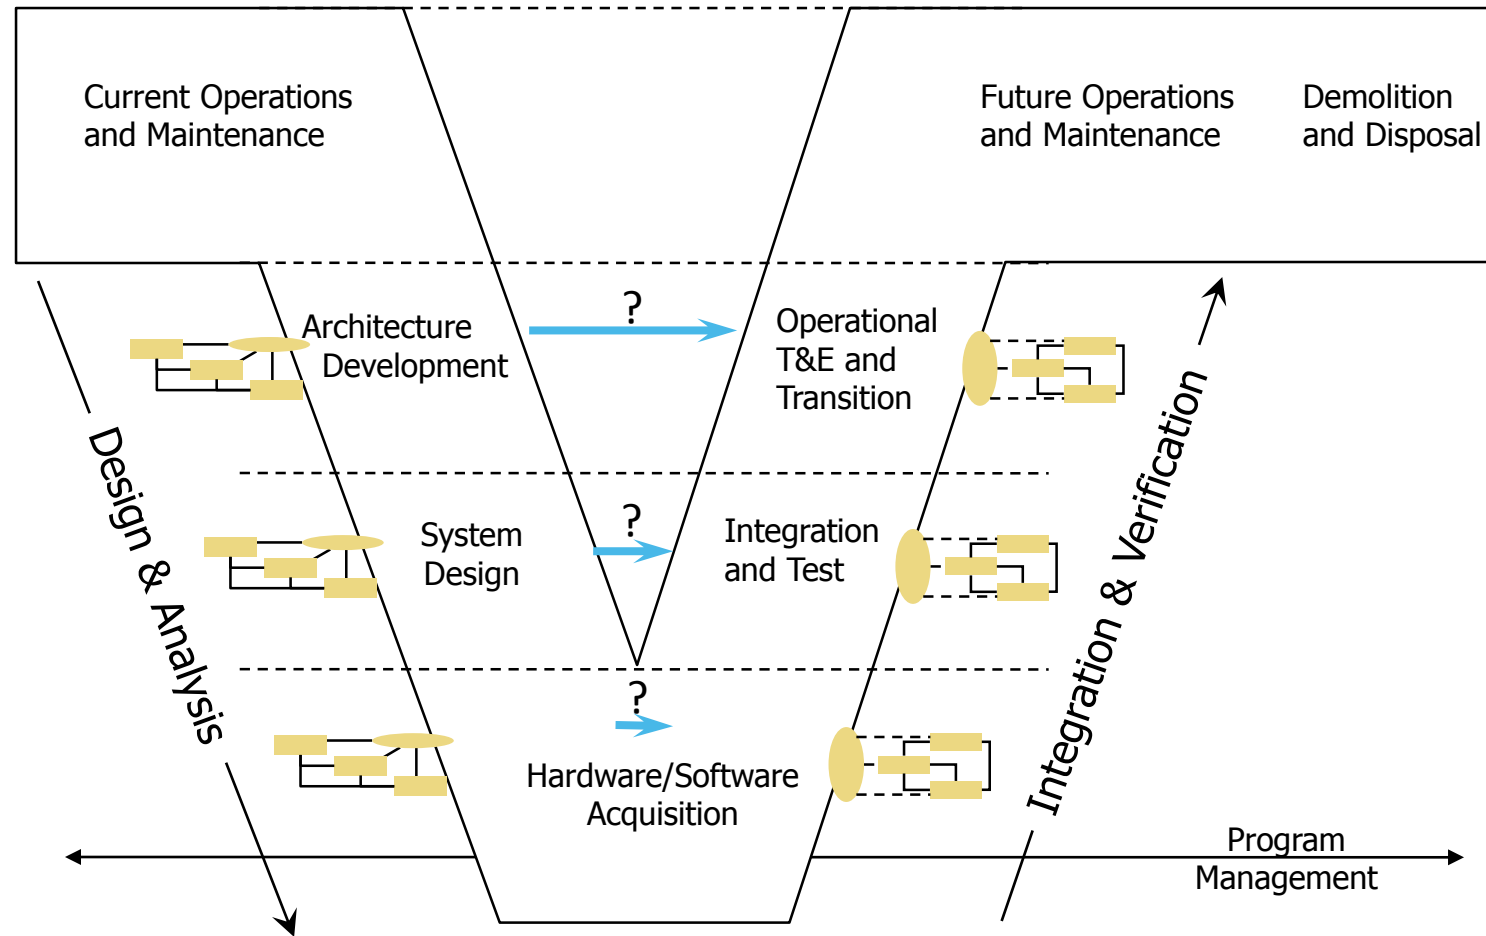 Current Operations
and Maintenance
Future Operations
and Maintenance
Demolition
and Disposal
?
Architecture
Development
Operational
T&E and
Transition
Design & Analysis
Integration & Verification
?
System
Design
Integration
and Test
?
Hardware/Software
Acquisition
Program
Management